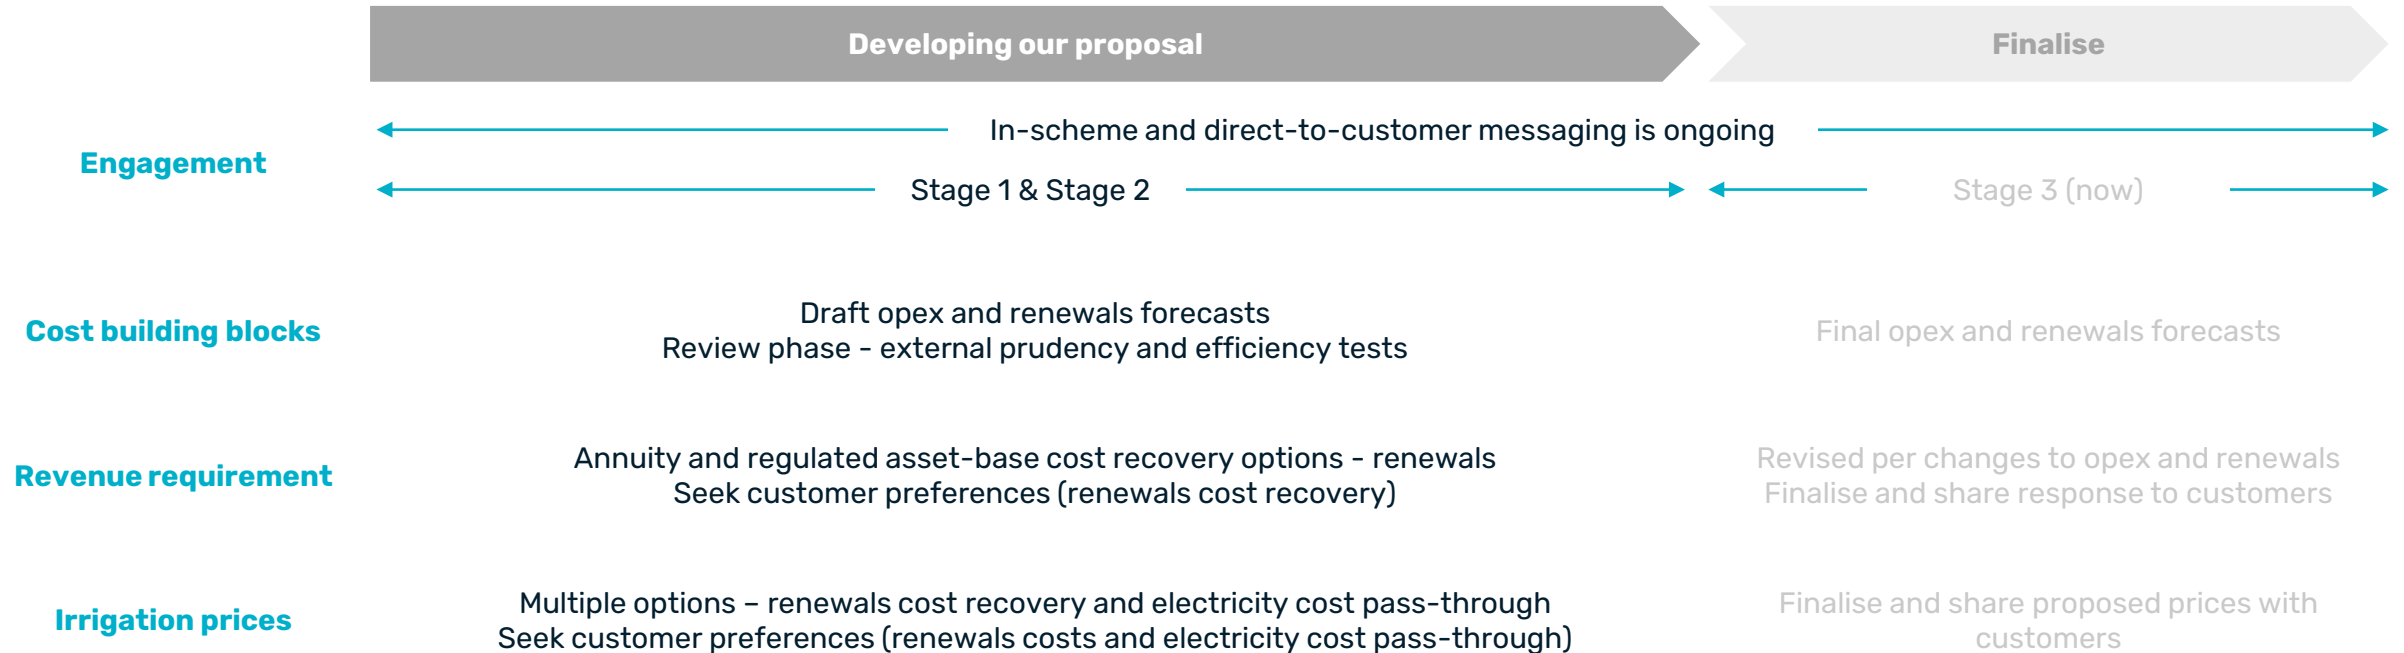 Developing our proposal
Finalise
Engagement
In-scheme and direct-to-customer messaging is ongoing
Stage 1 & Stage 2
Stage 3 (now)
Cost building blocks
Draft opex and renewals forecasts
Review phase - external prudency and efficiency tests
Final opex and renewals forecasts
Revenue requirement
Annuity and regulated asset-base cost recovery options - renewals
Seek customer preferences (renewals cost recovery)
Revised per changes to opex and renewals
Finalise and share response to customers
Irrigation prices
Multiple options – renewals cost recovery and electricity cost pass-through
Seek customer preferences (renewals costs and electricity cost pass-through)
Finalise and share proposed prices with
customers